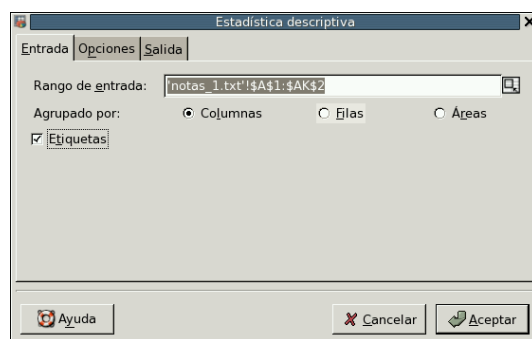 Estadística descriptiva
Entrada Opciones Salida
Rango de entrada: 'notas_1.txt'!$A$1:$AK$2
Agrupado por: Columnas Filas Áreas
Etiquetas
Ayuda Cancelar Aceptar